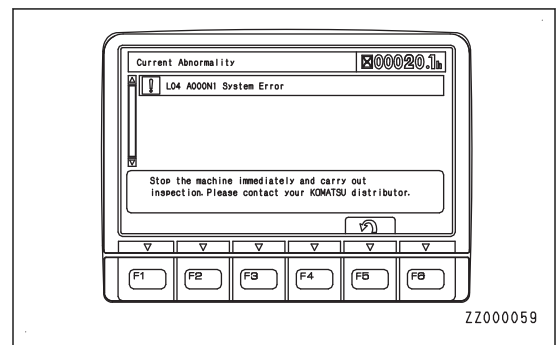 Current Abnormality
00020.1h
L04 A000N1 System Error
Stop the machine immediately and carry out
inspection. Please contact your KOMATSU distributor.
F1 F2 F3 F4 F5 F6
ZZ000059